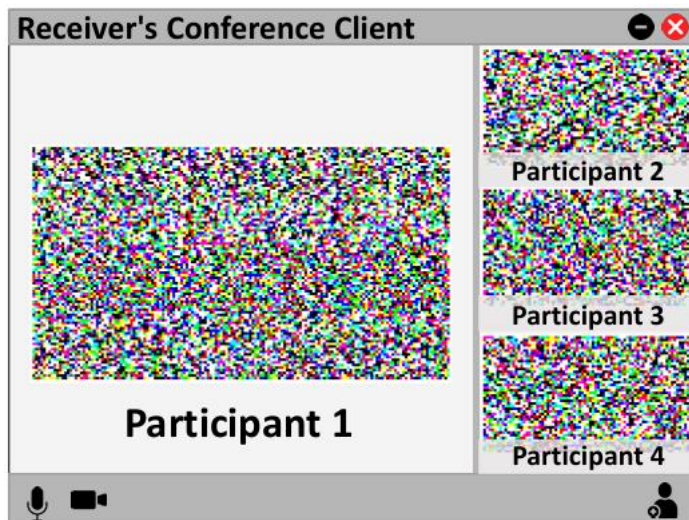 Receiver's Conference Client
Participant 1
Participant 2
Participant 3
Participant 4